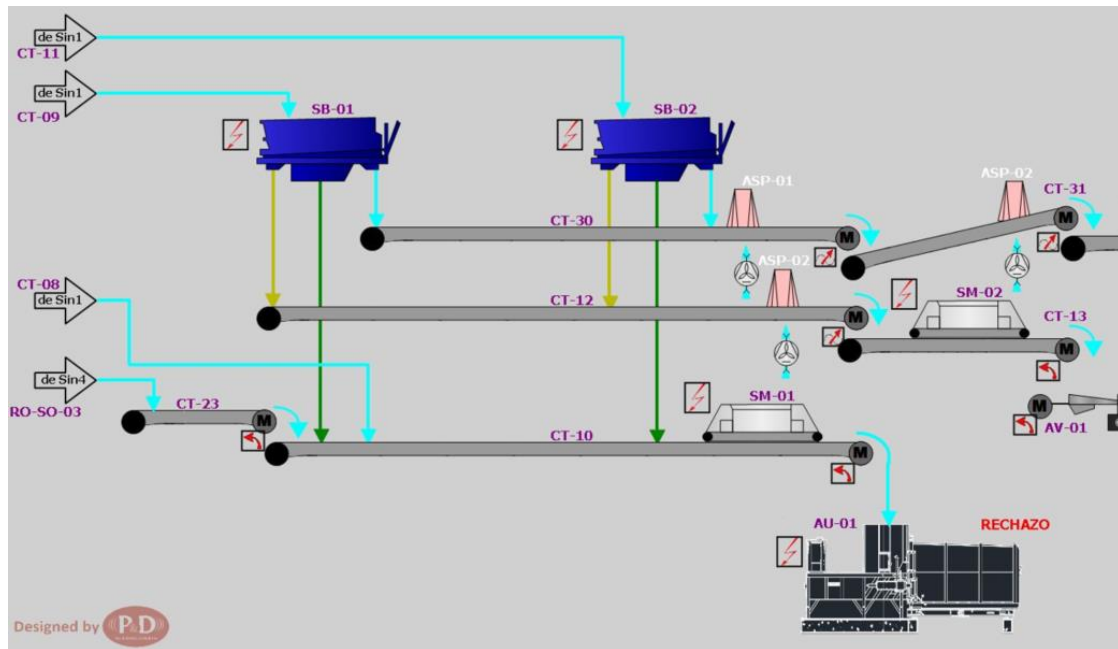 de Sin1
CT-11
de Sin1
CT-09
SB-01
SB-02
ASP-01
ASP-02
CT-31
M
CT-30
M
CT-08
de Sin1
ASP-02
CT-12
M
SM-02
CT-13
M
de Sin4
RO-SO-03
CT-23
M
SM-01
M
AV-01
CT-10
M
AU-01
RECHAZO
Designed by P&D